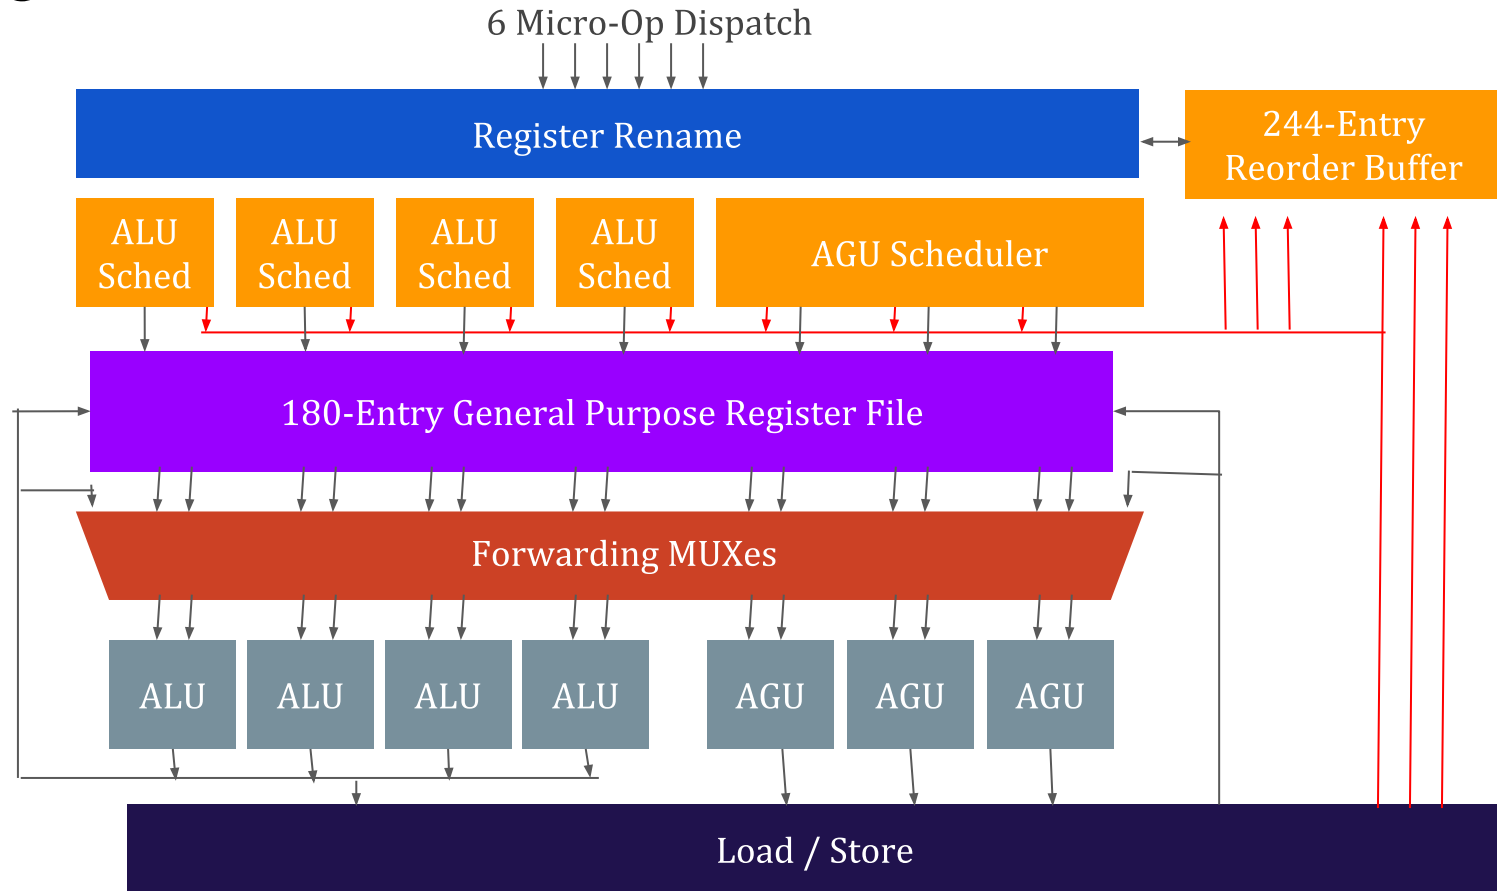 6 Micro-Op Dispatch
Register Rename
244-Entry
Reorder Buffer
ALU
Sched
ALU
Sched
ALU
Sched
ALU
Sched
AGU Scheduler
180-Entry General Purpose Register File
Forwarding MUXes
ALU
ALU
ALU
ALU
AGU
AGU
AGU
Load / Store